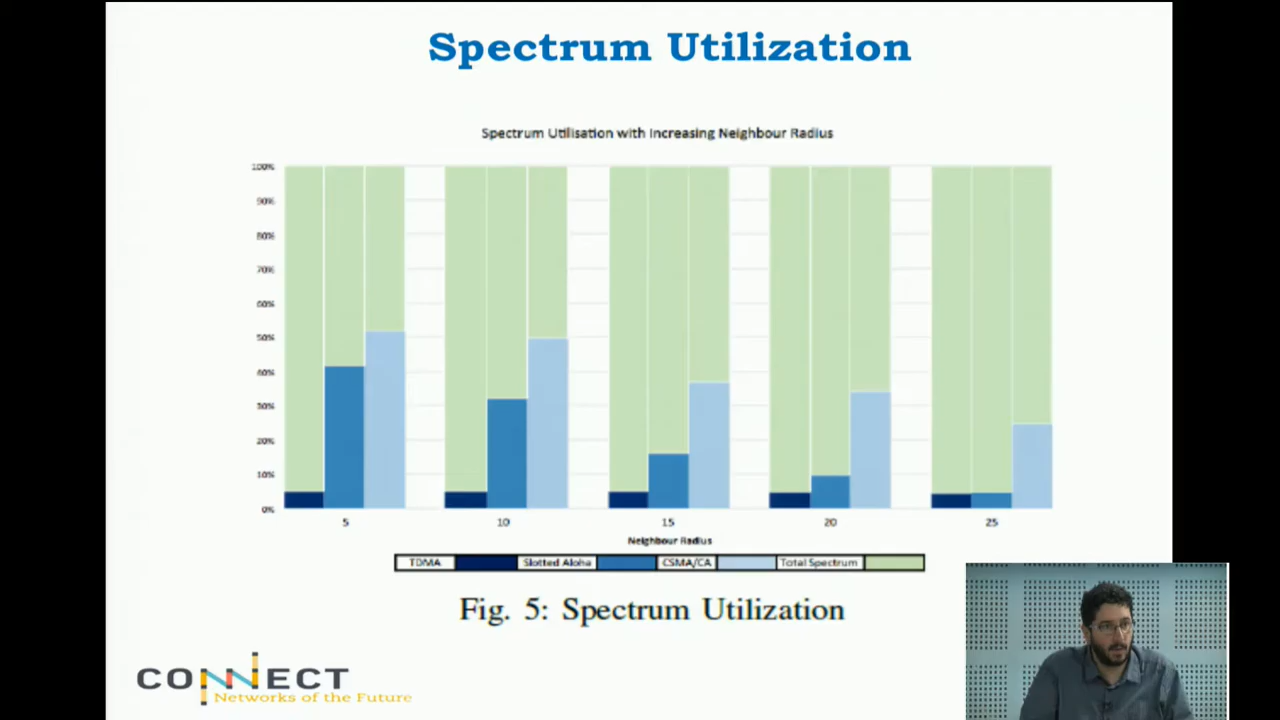 Spectrum Utilization
Spectrum Utilisation with Increasing Neighbour Radius
100%
90%
80%
70%
60%
50%
40%
30%
20%
10%
0%
5 10 15 20 25
Neighbour Radius
TDMA Slotted Aloha CSMA/CA Total Spectrum
Fig. 5: Spectrum Utilization
CONNECT
Networks of the Future